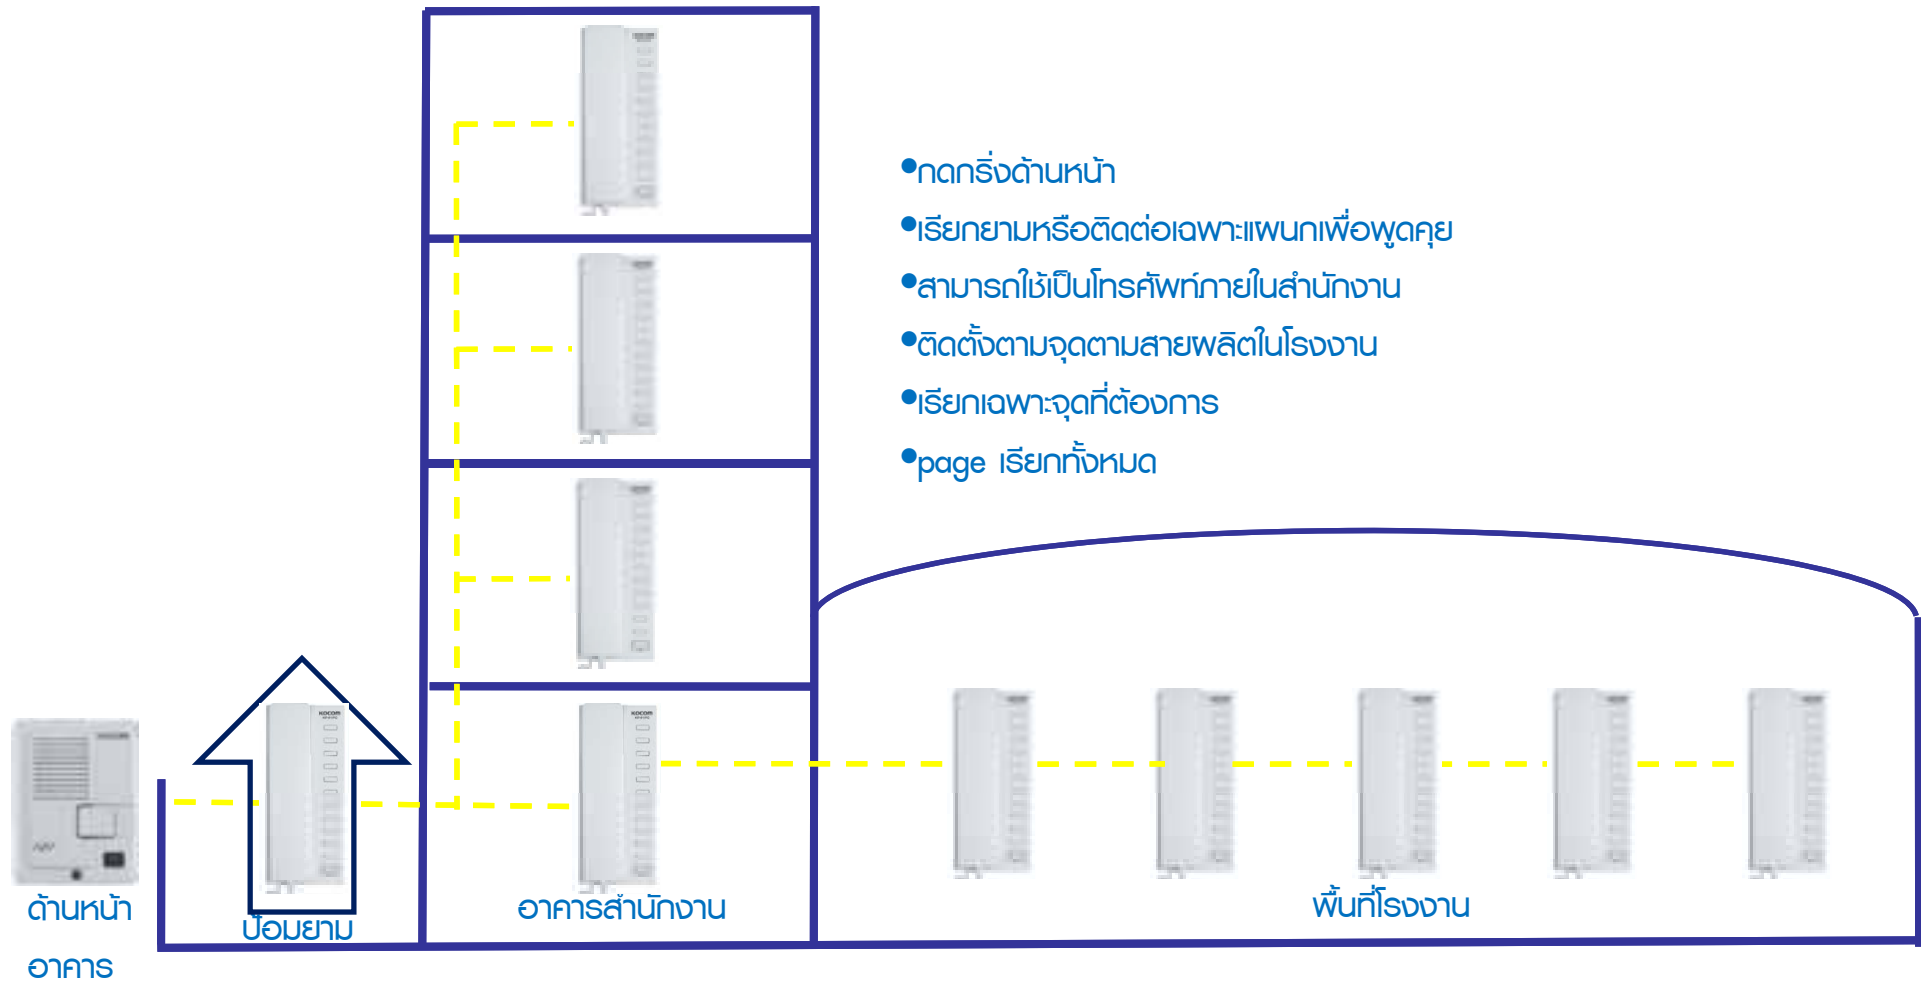 •กดกริ่งด้านหน้า
•เรียกยามหรือติดต่อเฉพาะแผนกเพื่อพูดคุย
•สามารถใช้เป็นโทรศัพท์ภายในสำนักงาน
•ติดตั้งตามจุดตามสายผลิตในโรงงาน
•เรียกเฉพาะจุดที่ต้องการ
•page เรียกทั้งหมด
KOCOM
KOCOM
ด้านหน้า
อาคาร
ป้อมยาม
อาคารสำนักงาน
พื้นที่โรงงาน